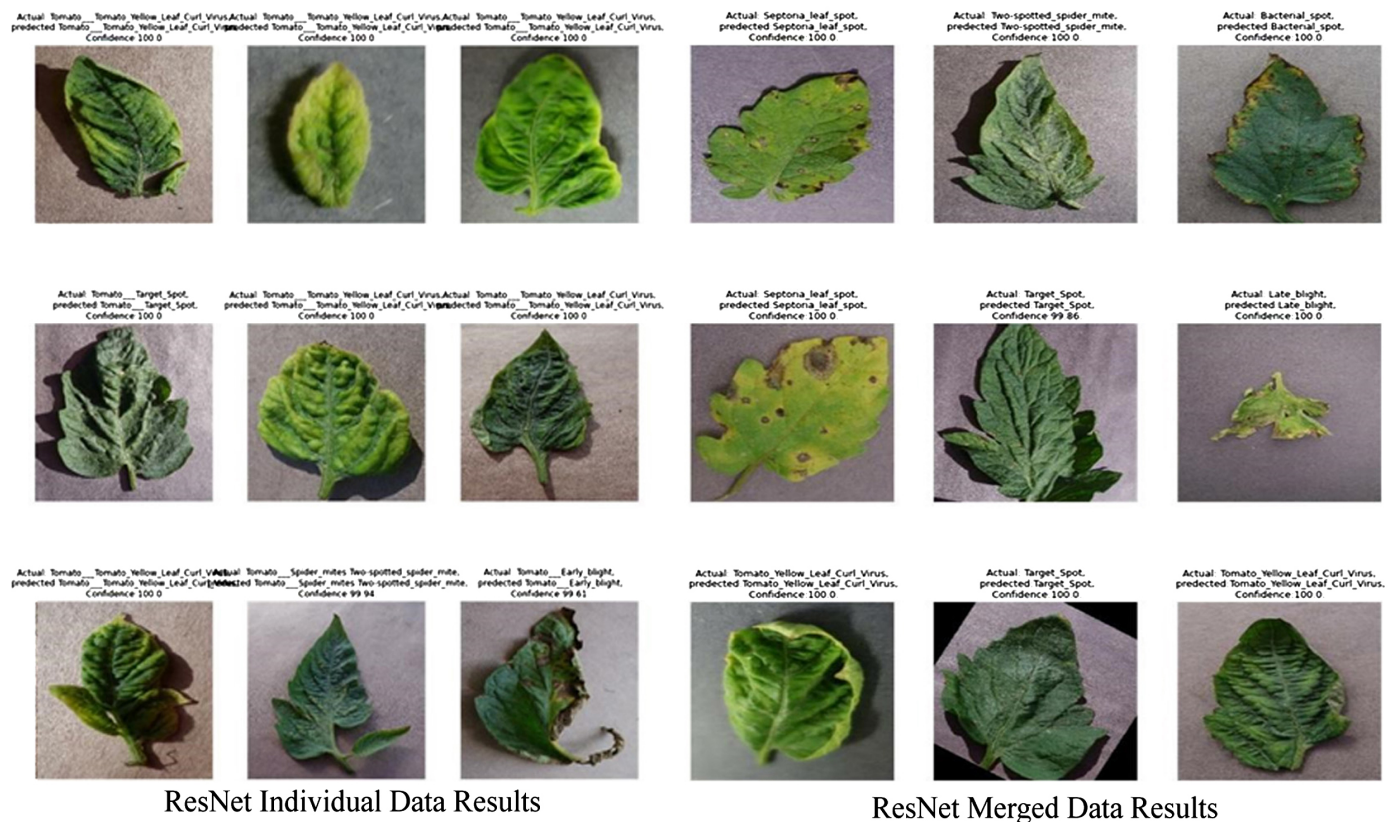 Actual Tomato___Tomato_Yellow_Leaf_Curl_Virus,
predected Tomato___Tomato_Yellow_Leaf_Curl_Virus,
Confidence 100 0
Actual Tomato___Tomato_Yellow_Leaf_Curl_Virus,
predected Tomato___Tomato_Yellow_Leaf_Curl_Virus,
Confidence 100 0
Actual Tomato___Tomato_Yellow_Leaf_Curl_Virus,
predected Tomato___Tomato_Yellow_Leaf_Curl_Virus,
Confidence 100 0
Actual Tomato___Target_Spot,
predected Tomato___Target_Spot,
Confidence 100 0
Actual Tomato___Tomato_Yellow_Leaf_Curl_Virus,
predected Tomato___Tomato_Yellow_Leaf_Curl_Virus,
Confidence 100 0
Actual Tomato___Tomato_Yellow_Leaf_Curl_Virus,
predected Tomato___Tomato_Yellow_Leaf_Curl_Virus,
Confidence 100 0
Actual Tomato___Tomato_Yellow_Leaf_Curl_Virus,
predected Tomato___Tomato_Yellow_Leaf_Curl_Virus,
Confidence 100 0
Actual Tomato___Spider_mites Two-spotted_spider_mite,
predected Tomato___Spider_mites Two-spotted_spider_mite,
Confidence 99 94
Actual Tomato___Early_blight,
predected Tomato___Early_blight,
Confidence 99 61
ResNet Individual Data Results
Actual Septoria_leaf_spot,
predected Septoria_leaf_spot,
Confidence 100 0
Actual Two-spotted_spider_mite,
predected Two-spotted_spider_mite,
Confidence 100 0
Actual Bacterial_spot,
predected Bacterial_spot,
Confidence 100 0
Actual Septoria_leaf_spot,
predected Septoria_leaf_spot,
Confidence 100 0
Actual Target_Spot,
predected Target_Spot,
Confidence 99 86
Actual Late_blight,
predected Late_blight,
Confidence 100 0
Actual Tomato_Yellow_Leaf_Curl_Virus,
predected Tomato_Yellow_Leaf_Curl_Virus,
Confidence 100 0
Actual Target_Spot,
predected Target_Spot,
Confidence 100 0
Actual Tomato_Yellow_Leaf_Curl_Virus,
predected Tomato_Yellow_Leaf_Curl_Virus,
Confidence 100 0
ResNet Merged Data Results